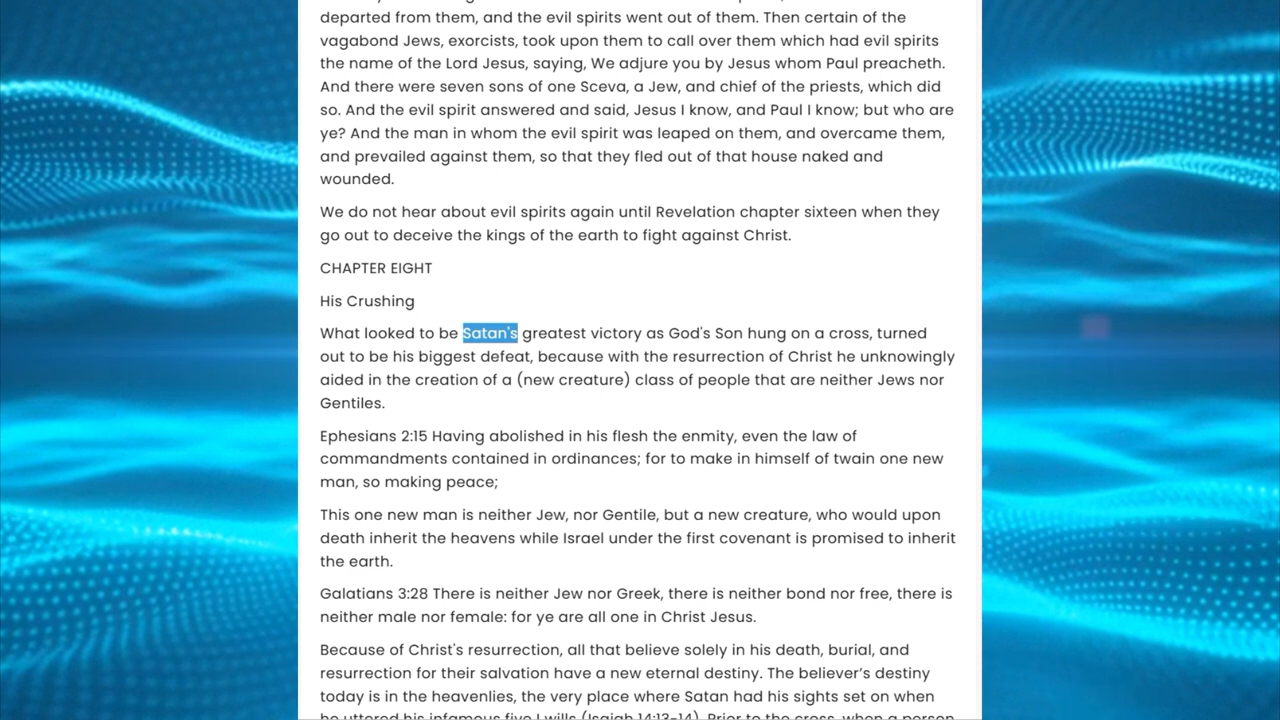 departed from them, and the evil spirits went out of them. Then certain of the
vagabond Jews, exorcists, took upon them to call over them which had evil spirits
the name of the Lord Jesus, saying, We adjure you by Jesus whom Paul preacheth.
And there were seven sons of one Sceva, a Jew, and chief of the priests, which did
so. And the evil spirit answered and said, Jesus I know, and Paul I know; but who are
ye? And the man in whom the evil spirit was leaped on them, and overcame them,
and prevailed against them, so that they fled out of that house naked and
wounded.
We do not hear about evil spirits again until Revelation chapter sixteen when they
go out to deceive the kings of the earth to fight against Christ.
CHAPTER EIGHT
His Crushing
What looked to be Satan's greatest victory as God's Son hung on a cross, turned
out to be his biggest defeat, because with the resurrection of Christ he unknowingly
aided in the creation of a (new creature) class of people that are neither Jews nor
Gentiles.
Ephesians 2:15 Having abolished in his flesh the enmity, even the law of
commandments contained in ordinances; for to make in himself of twain one new
man, so making peace;
This one new man is neither Jew, nor Gentile, but a new creature, who would upon
death inherit the heavens while Israel under the first covenant is promised to inherit
the earth.
Galatians 3:28 There is neither Jew nor Greek, there is neither bond nor free, there is
neither male nor female: for ye are all one in Christ Jesus.
Because of Christ's resurrection, all that believe solely in his death, burial, and
resurrection for their salvation have a new eternal destiny. The believer’s destiny
today is in the heavenlies, the very place where Satan had his sights set on when
he uttered his infamous five I wills (Isaiah 14:13-14). Prior to the cross, when a person